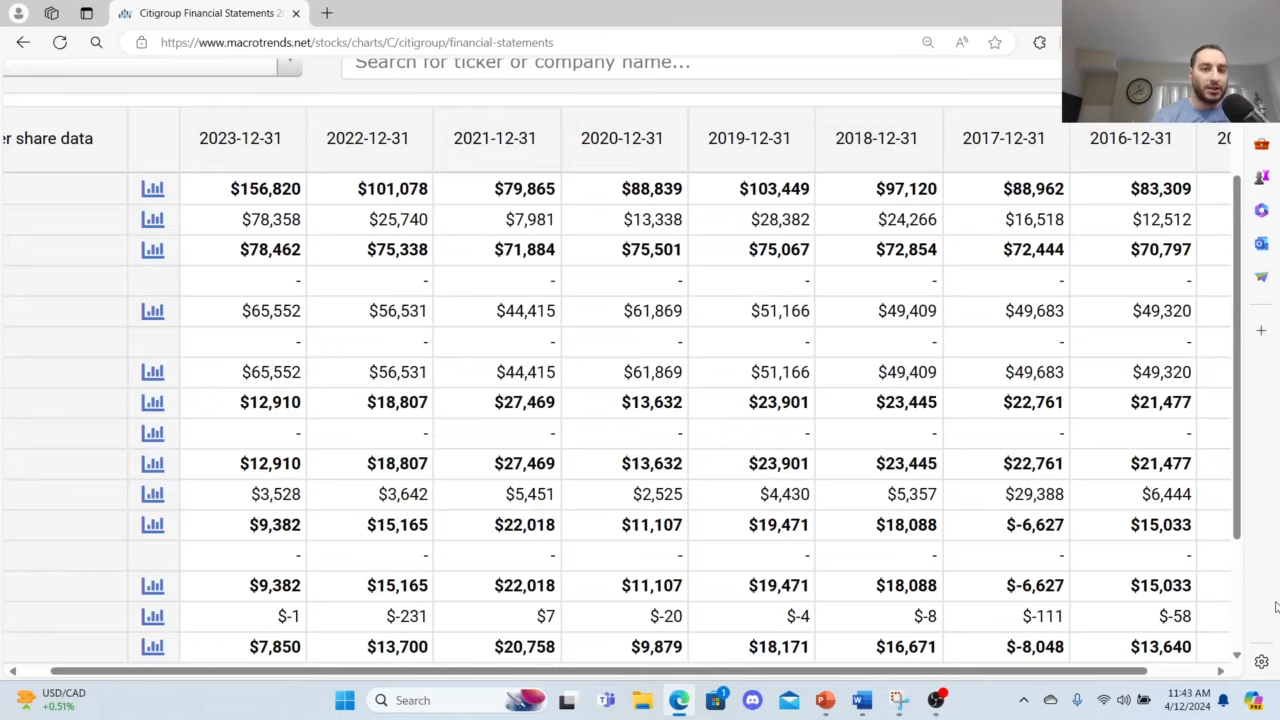 Citigroup Financial Statements 2
https://www.macrotrends.net/stocks/charts/C/citigroup/financial-statements
Search for ticker or company name...
er share data 2023-12-31 2022-12-31 2021-12-31 2020-12-31 2019-12-31 2018-12-31 2017-12-31 2016-12-31 20
$156,820 $101,078 $79,865 $88,839 $103,449 $97,120 $88,962 $83,309
$78,358 $25,740 $7,981 $13,338 $28,382 $24,266 $16,518 $12,512
$78,462 $75,338 $71,884 $75,501 $75,067 $72,854 $72,444 $70,797
- - - - - - - -
$65,552 $56,531 $44,415 $61,869 $51,166 $49,409 $49,683 $49,320
- - - - - - - -
$65,552 $56,531 $44,415 $61,869 $51,166 $49,409 $49,683 $49,320
$12,910 $18,807 $27,469 $13,632 $23,901 $23,445 $22,761 $21,477
- - - - - - - -
$12,910 $18,807 $27,469 $13,632 $23,901 $23,445 $22,761 $21,477
$3,528 $3,642 $5,451 $2,525 $4,430 $5,357 $29,388 $6,444
$9,382 $15,165 $22,018 $11,107 $19,471 $18,088 $-6,627 $15,033
- - - - - - - -
$9,382 $15,165 $22,018 $11,107 $19,471 $18,088 $-6,627 $15,033
$-1 $-231 $7 $-20 $-4 $-8 $-111 $-58
$7,850 $13,700 $20,758 $9,879 $18,171 $16,671 $-8,048 $13,640
USD/CAD
+0.51%
Search
1
11:43 AM
4/12/2024
PRE